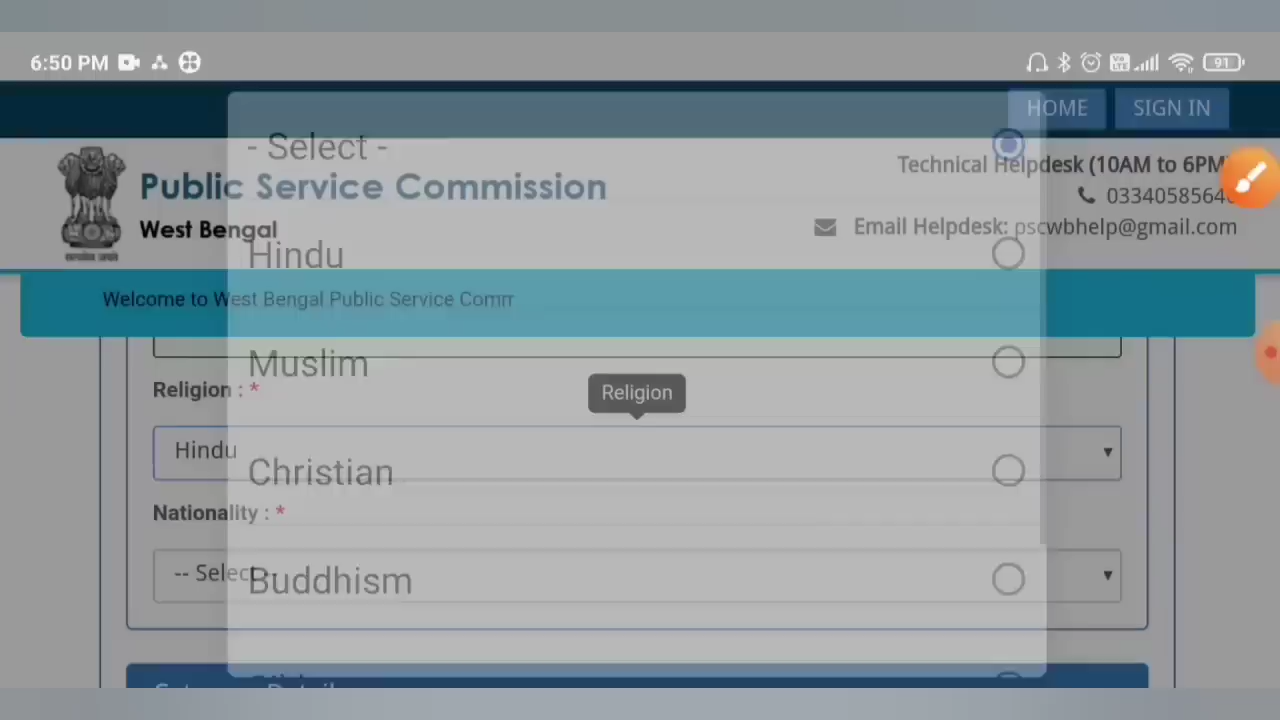 6:50 PM
91
HOME
SIGN IN
- Select -
Technical Helpdesk (10AM to 6PM
Public Service Commission
0334058564
West Bengal
Email Helpdesk: pscwbhelp@gmail.com
Hindu
Welcome to West Bengal Public Service Comm
Muslim
Religion : *
Religion
Hindu
Christian
Nationality : *
-- Select --
Buddhism